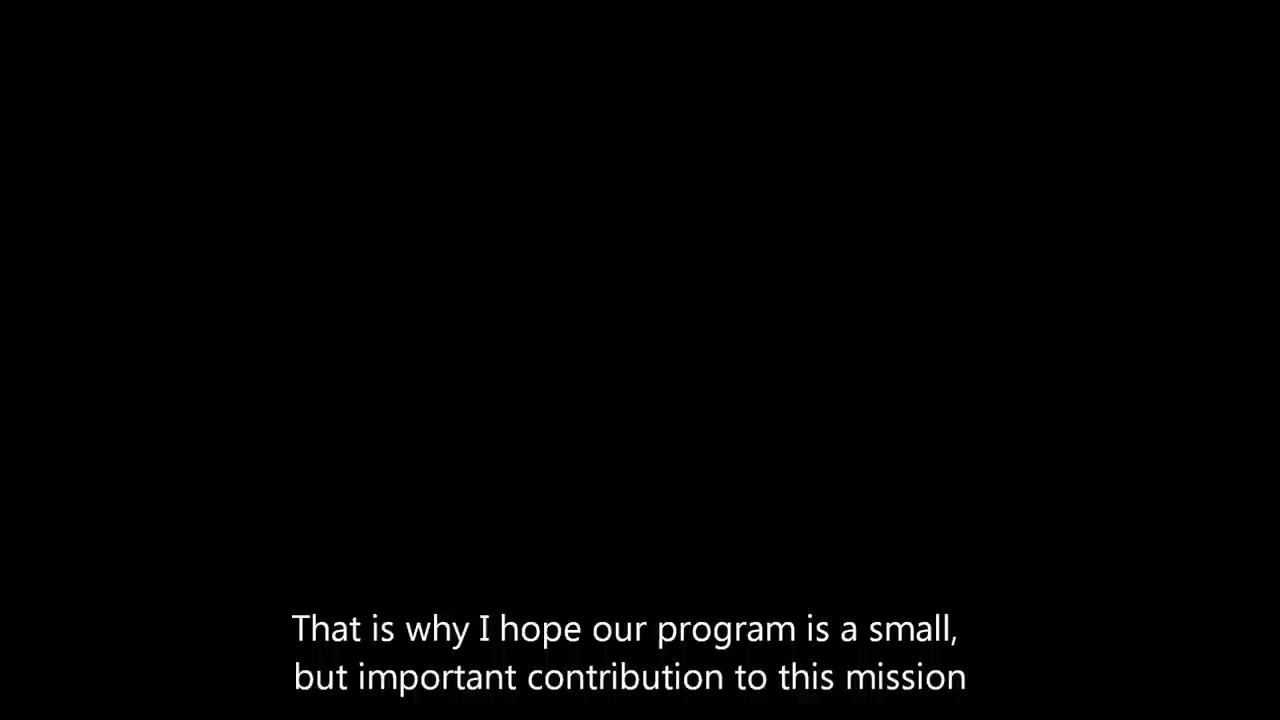 That is why I hope our program is a small,
but important contribution to this mission